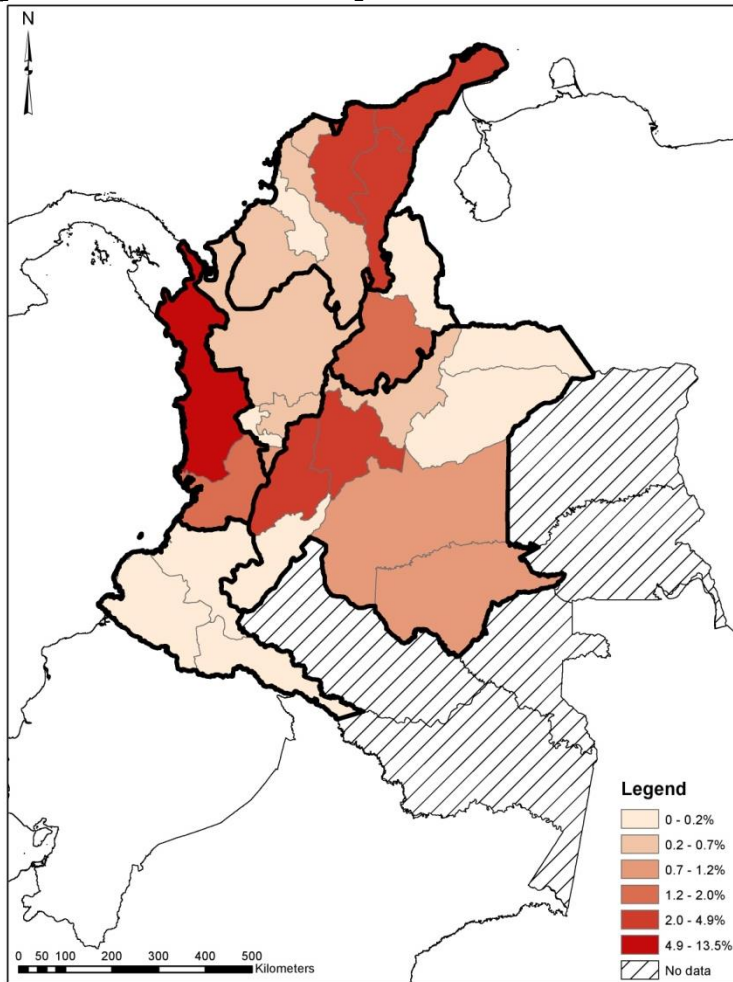 N
Legend
0 - 0.2%
0.2 - 0.7%
0.7 - 1.2%
1.2 - 2.0%
2.0 - 4.9%
4.9 - 13.5%
No data
0 50 100 200 300 400 500
Kilometers